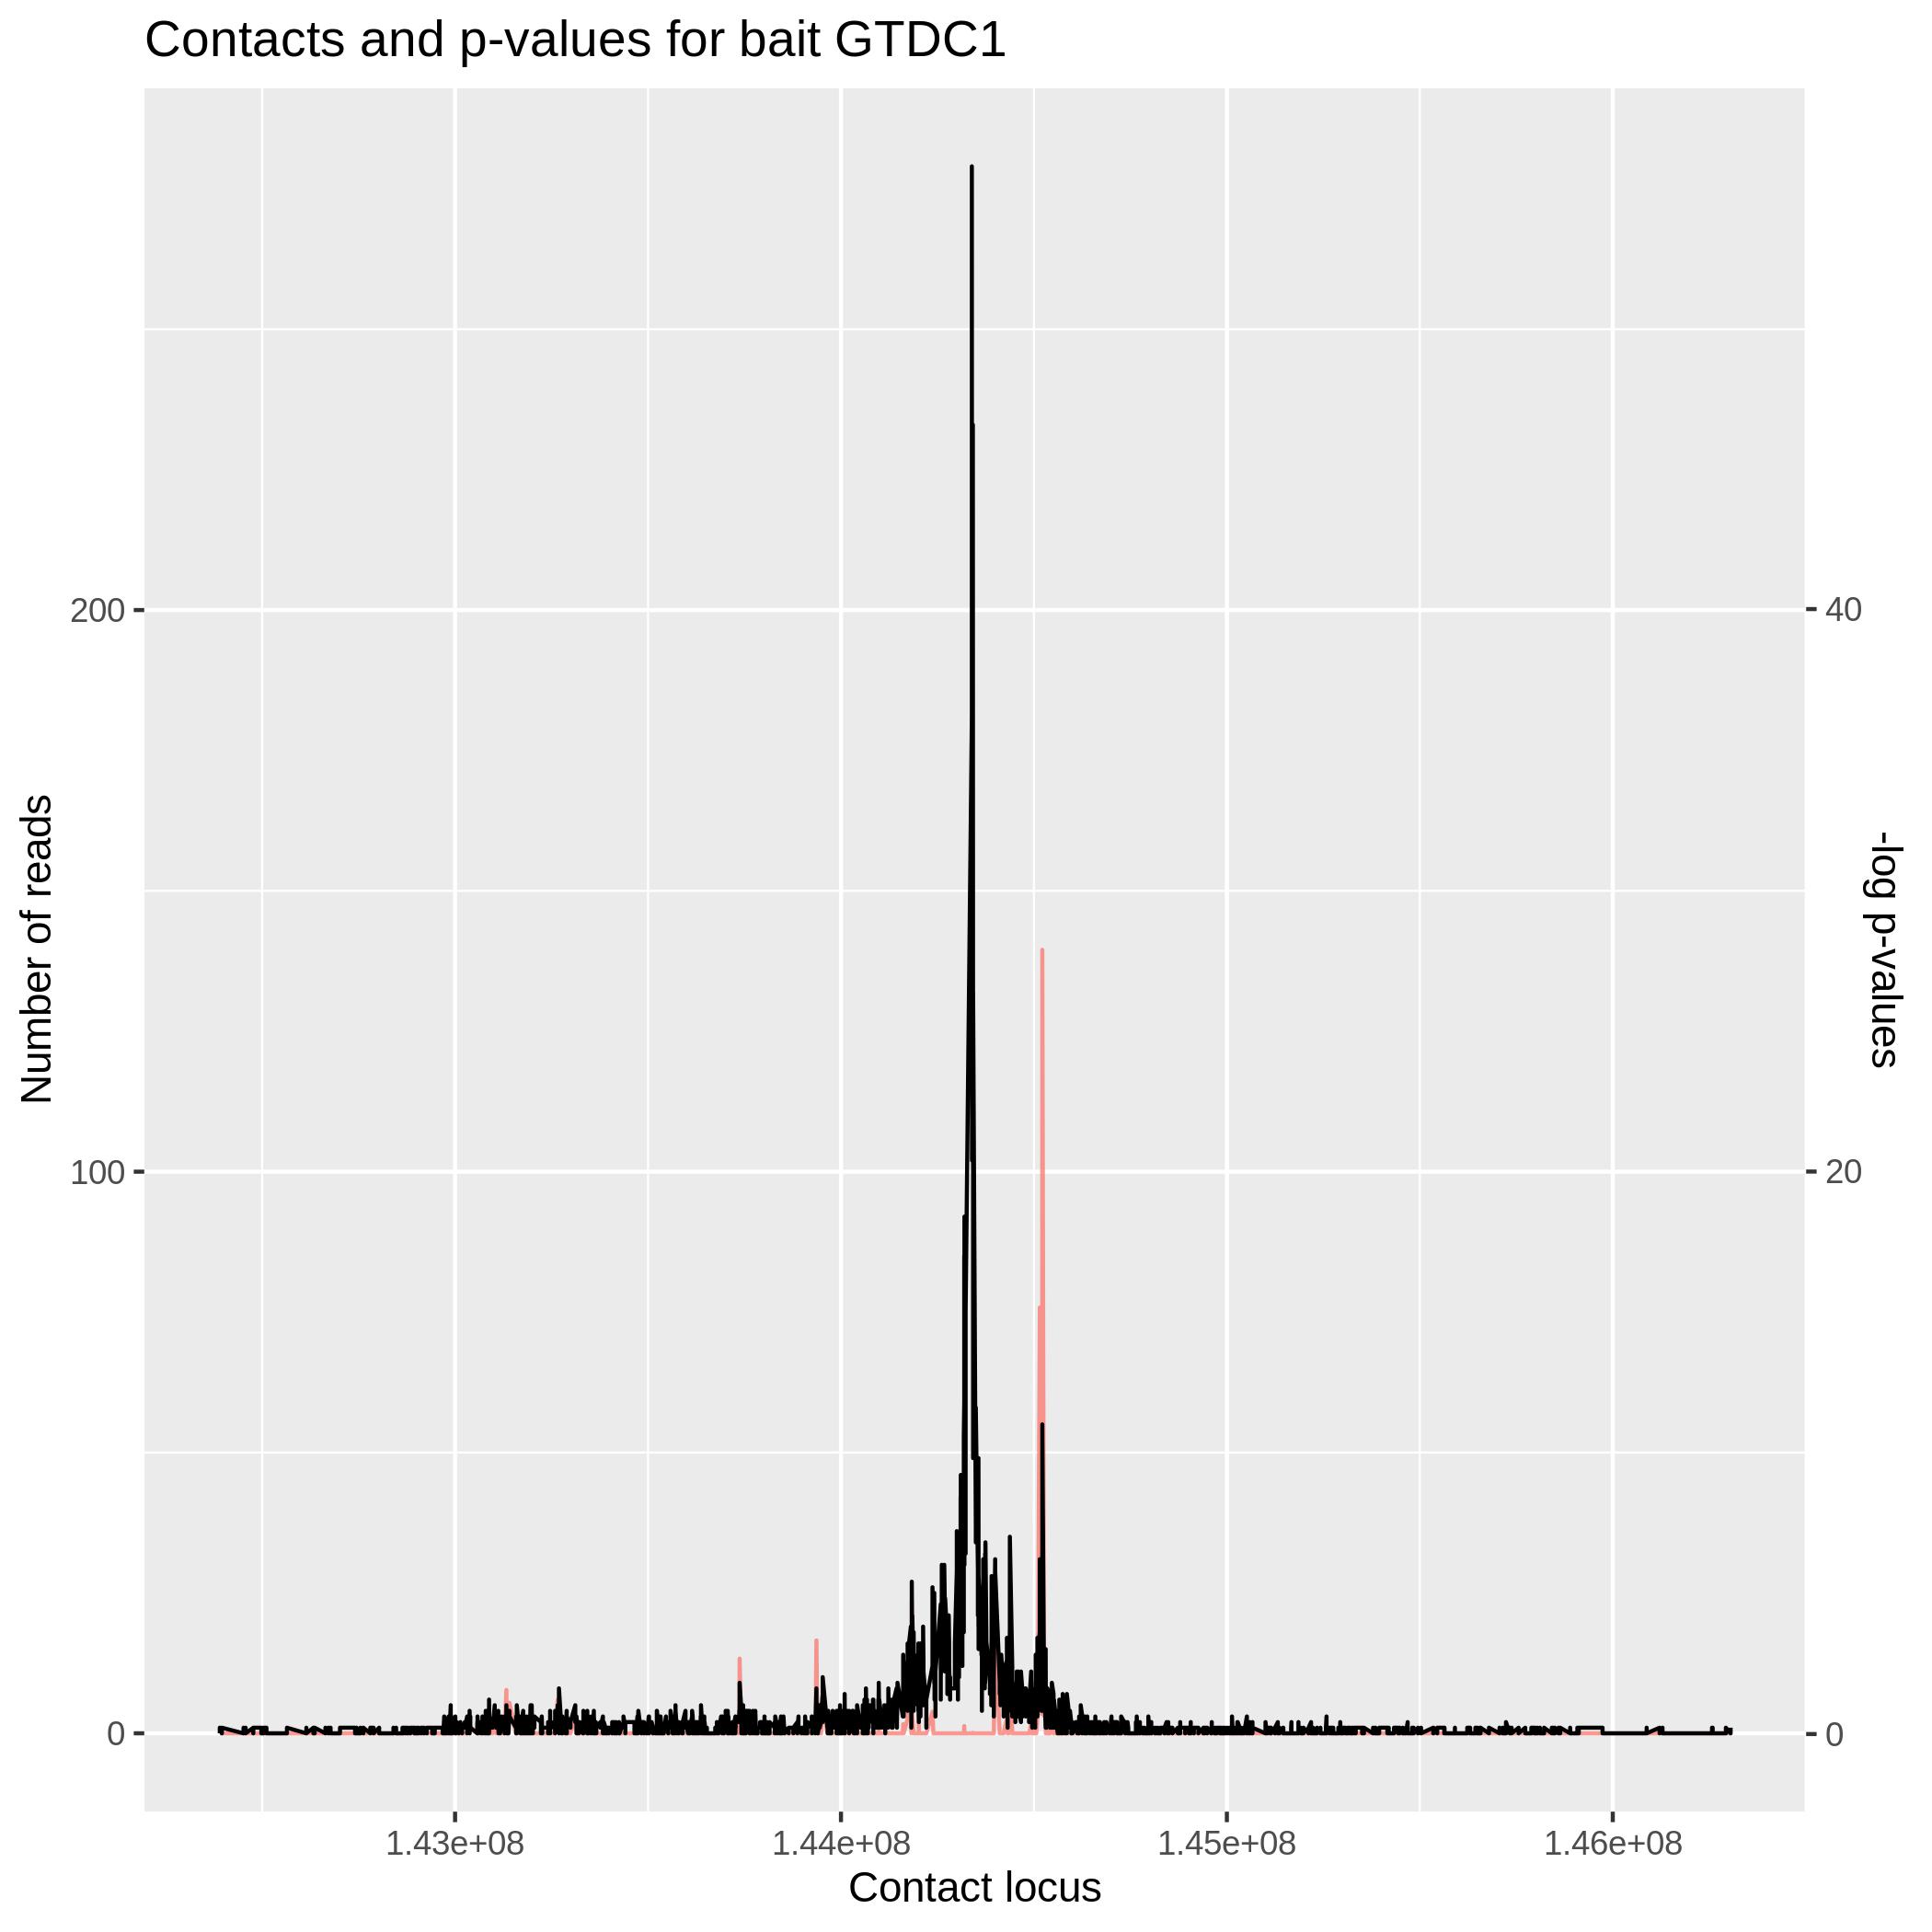 Contacts and p-values for bait GTDC1
Number of reads
200
100
0
40
20
0
-log p-values
1.43e+08
1.44e+08
1.45e+08
1.46e+08
Contact locus